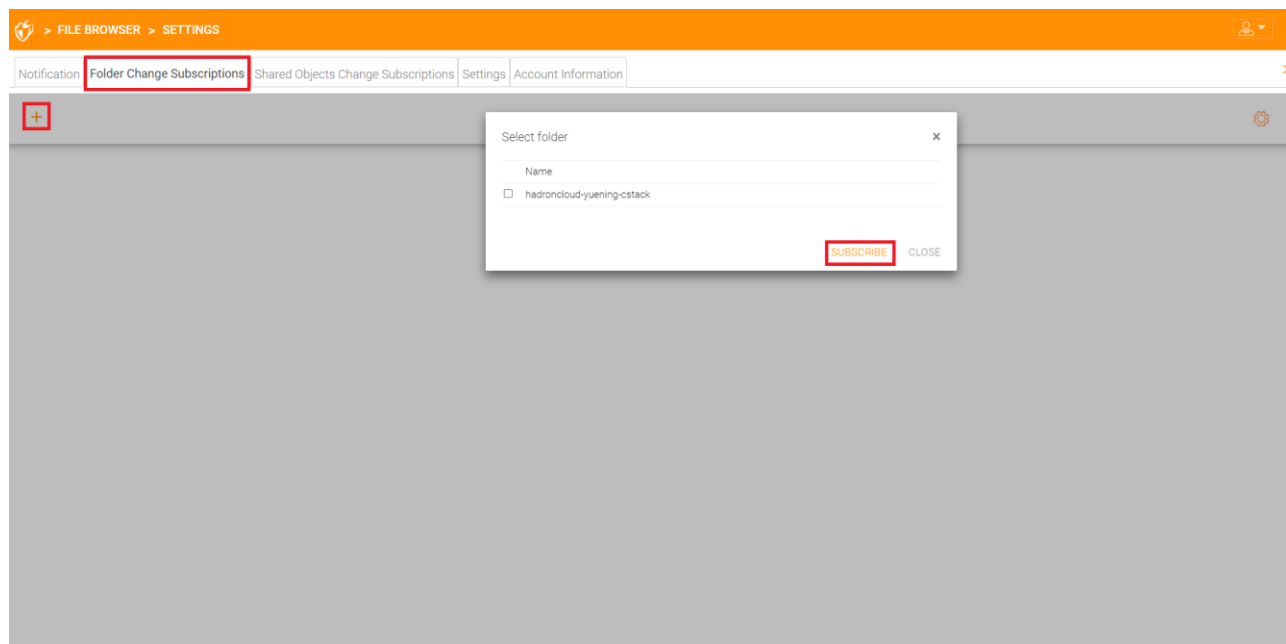 > FILE BROWSER > SETTINGS
Notification Folder Change Subscriptions Shared Objects Change Subscriptions Settings Account Information
+
Select folder ×
Name
hadroncloud-yuening-cstack
SUBSCRIBE CLOSE